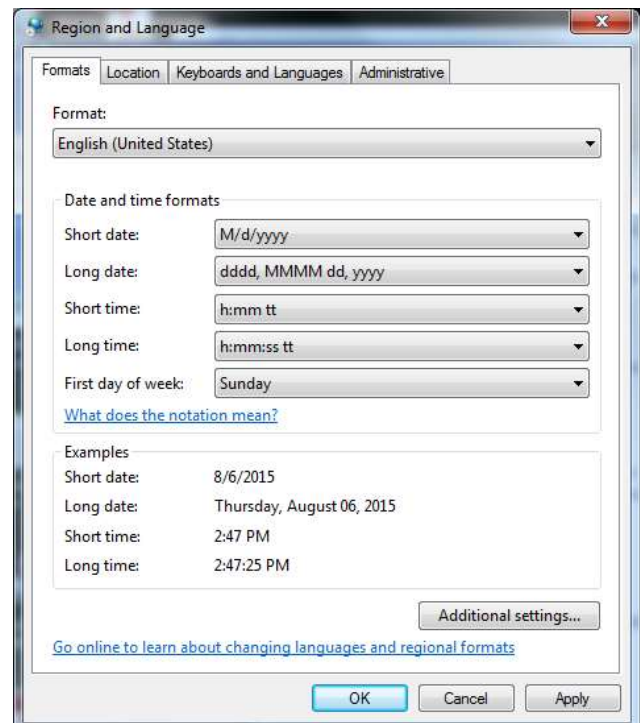 Region and Language
Formats Location Keyboards and Languages Administrative
Format:
English (United States)
Date and time formats
Short date: M/d/yyyy
Long date: dddd, MMMM dd, yyyy
Short time: h:mm tt
Long time: h:mm:ss tt
First day of week: Sunday
What does the notation mean?
Examples
Short date: 8/6/2015
Long date: Thursday, August 06, 2015
Short time: 2:47 PM
Long time: 2:47:25 PM
Additional settings...
Go online to learn about changing languages and regional formats
OK Cancel Apply